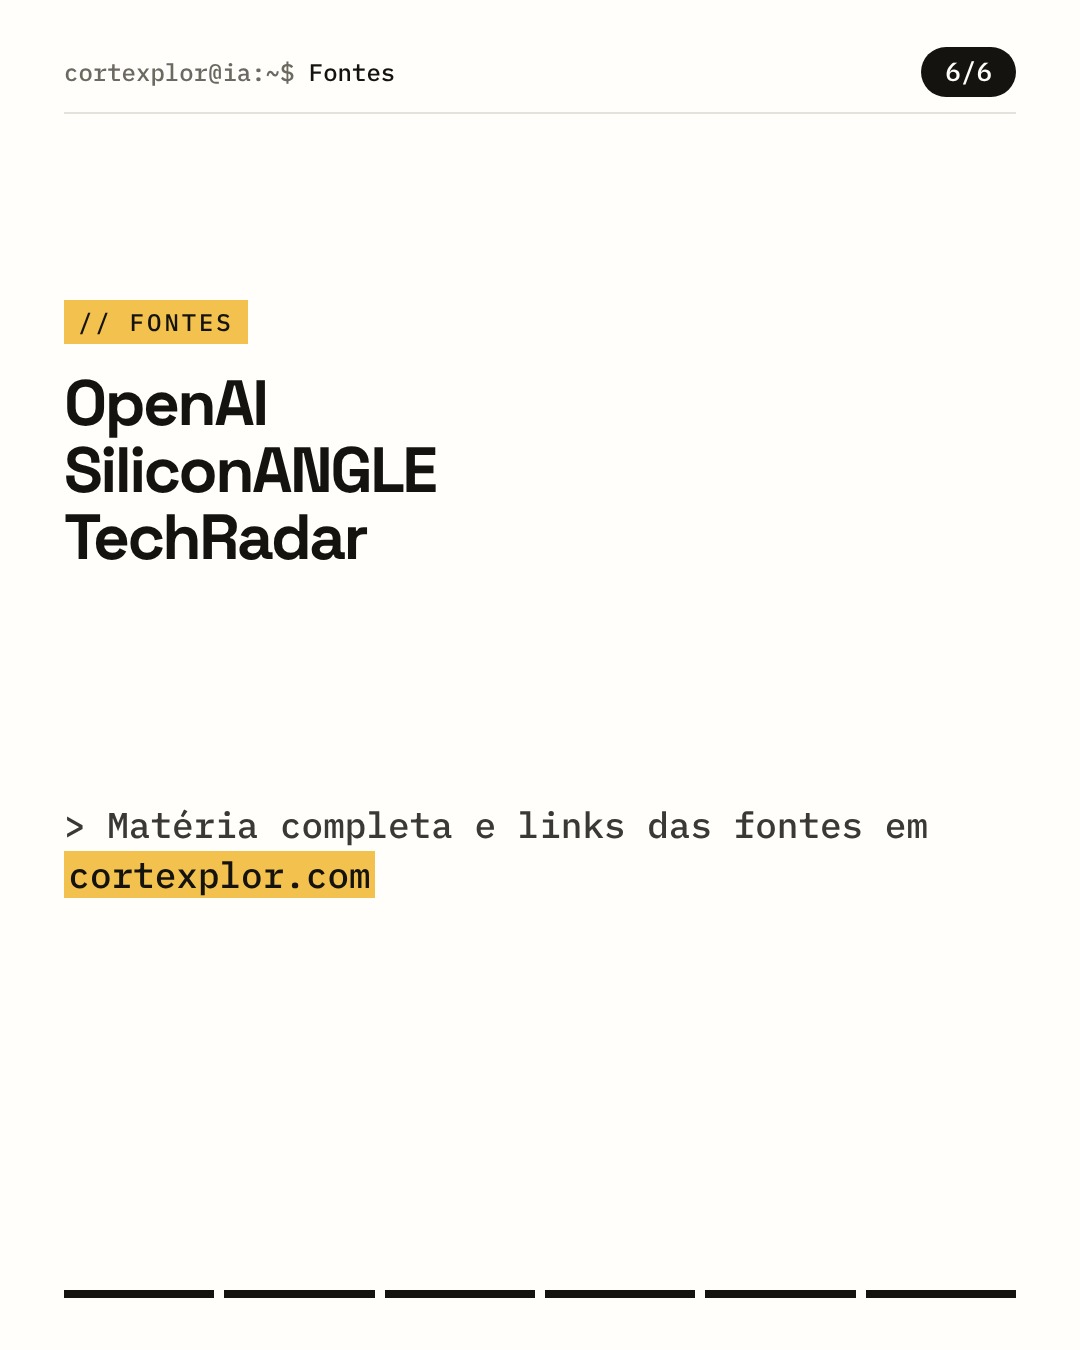 cortexplor@ia:~$ Fontes
6/6
// FONTES
OpenAI
SiliconANGLE
TechRadar
> Matéria completa e links das fontes em
cortexplor.com